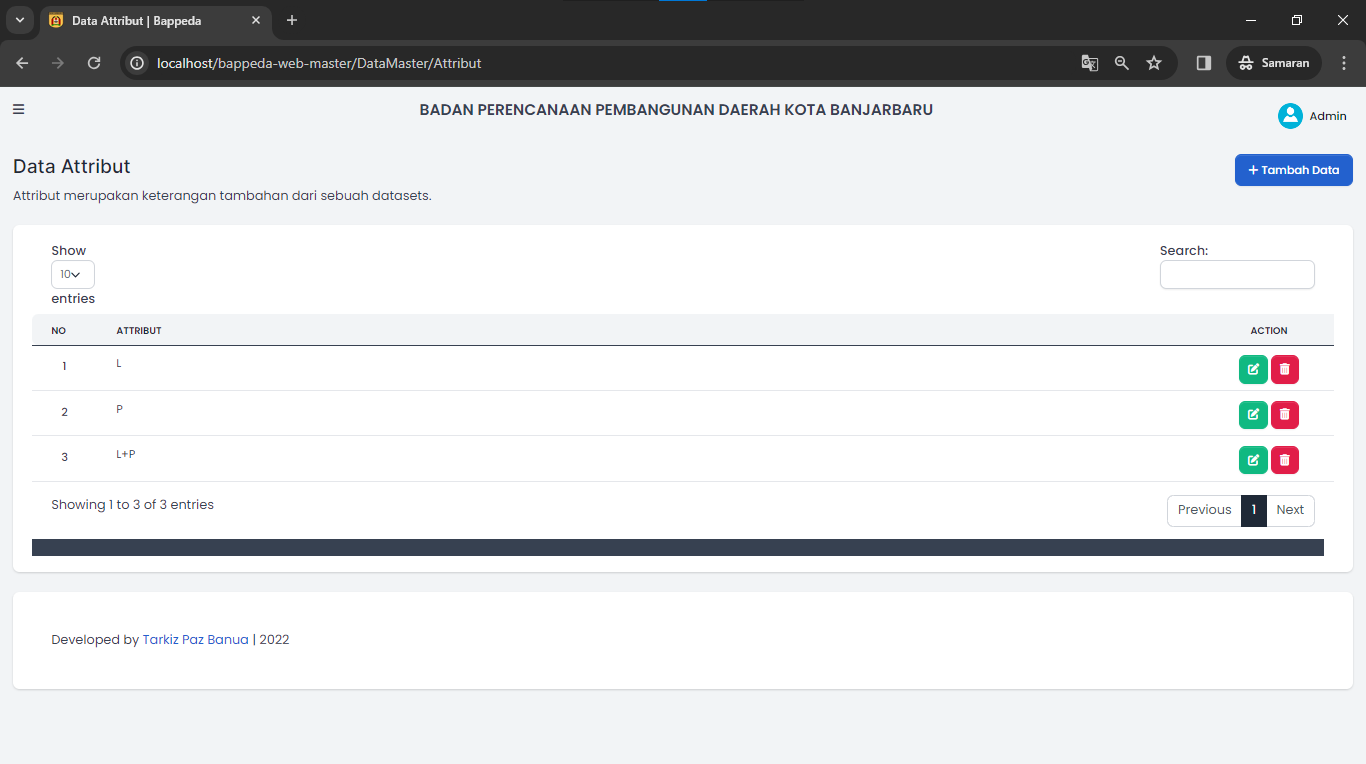 Data Attribut | Bappeda
localhost/bappeda-web-master/DataMaster/Attribut
Samaran
BADAN PERENCANAAN PEMBANGUNAN DAERAH KOTA BANJARBARU
Admin
Data Attribut
+ Tambah Data
Attribut merupakan keterangan tambahan dari sebuah datasets.
Show
10
entries
Search:
NO ATTRIBUT ACTION
1 L
2 P
3 L+P
Showing 1 to 3 of 3 entries
Previous 1 Next
Developed by Tarkiz Paz Banua | 2022